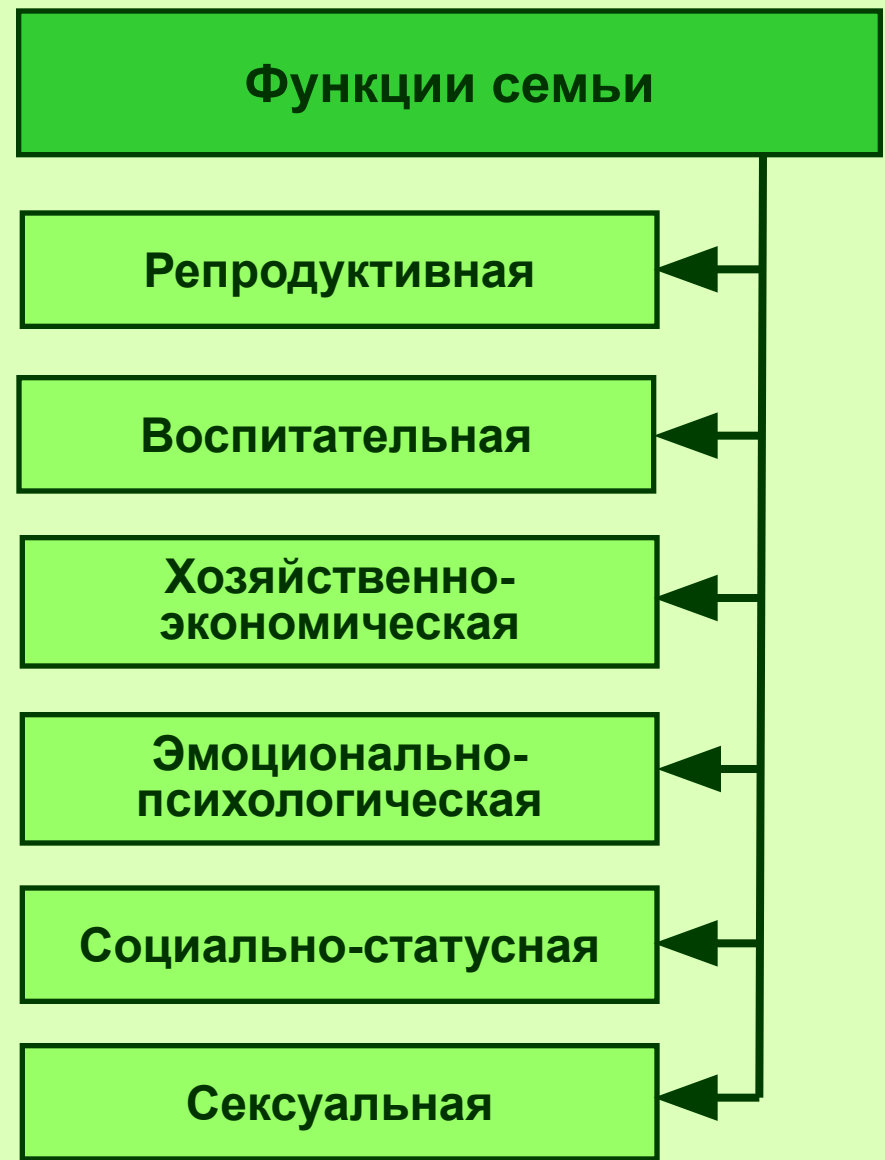 Функции семьи
Репродуктивная
Воспитательная
Хозяйственно-
экономическая
Эмоционально-
психологическая
Социально-статусная
Сексуальная